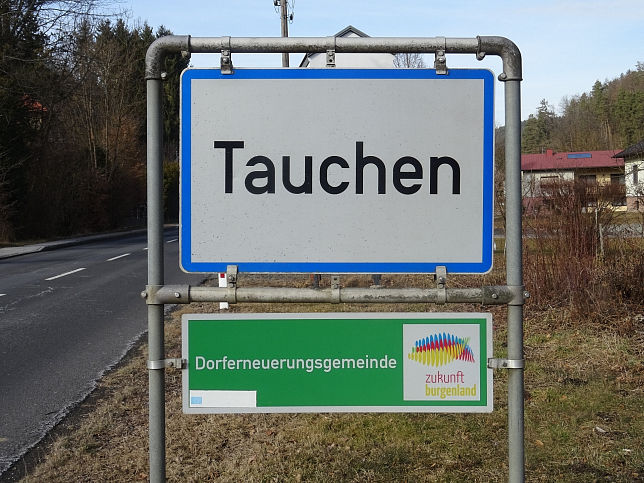 Tauchen
Dorferneuerungsgemeinde
zukunft
burgenland